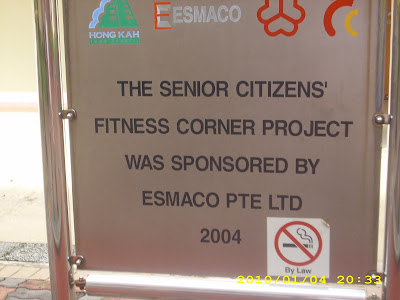 HONG KAH
ESMACO
THE SENIOR CITIZENS'
FITNESS CORNER PROJECT
WAS SPONSORED BY
ESMACO PTE LTD
2004
By Law
2010/01/04 20:33